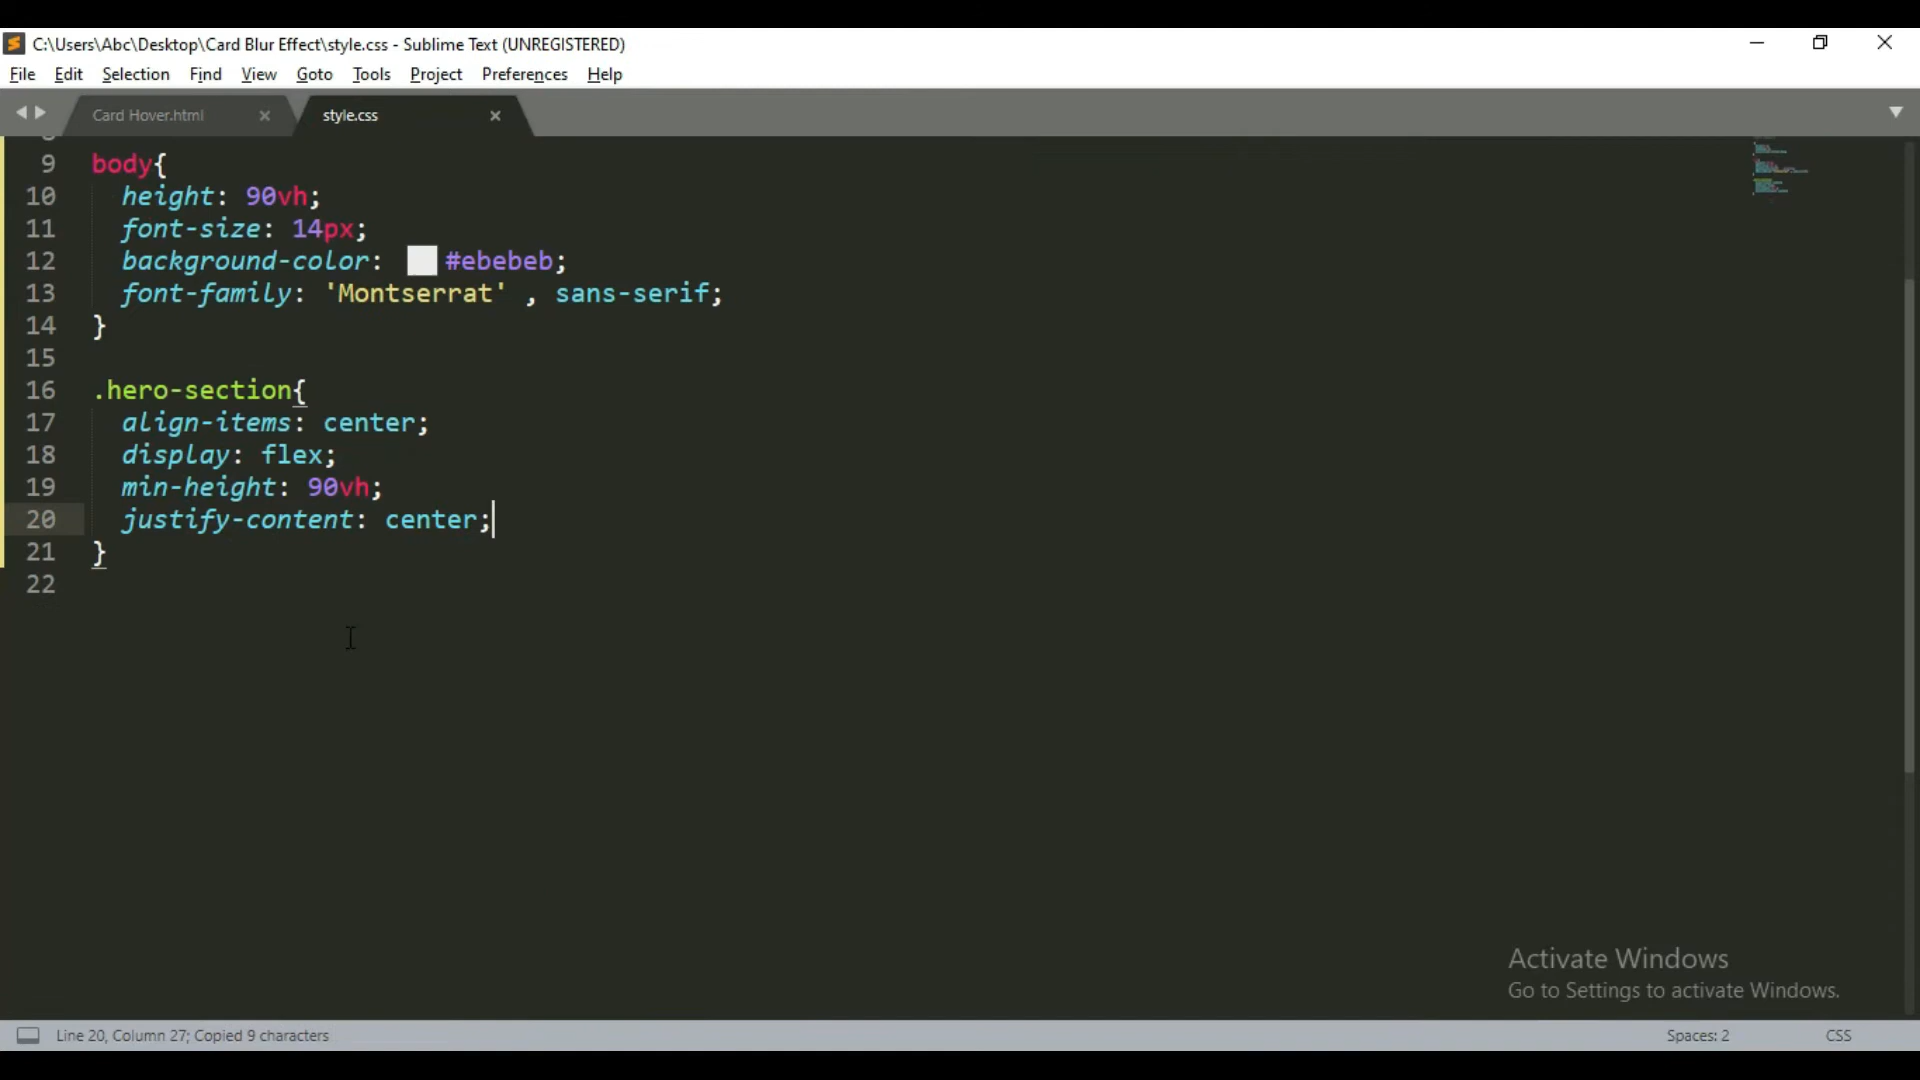 C:\Users\Abc\Desktop\Card Blur Effect\style.css - Sublime Text (UNREGISTERED)
File Edit Selection Find View Goto Tools Project Preferences Help
Card Hover.html style.css
9 body{
10 height: 90vh;
11 font-size: 14px;
12 background-color: #ebebeb;
13 font-family: 'Montserrat' , sans-serif;
14 }
15
16 .hero-section{
17 align-items: center;
18 display: flex;
19 min-height: 90vh;
20 justify-content: center;
21 }
22
Activate Windows
Go to Settings to activate Windows.
Line 20, Column 27; Copied 9 characters Spaces: 2 CSS